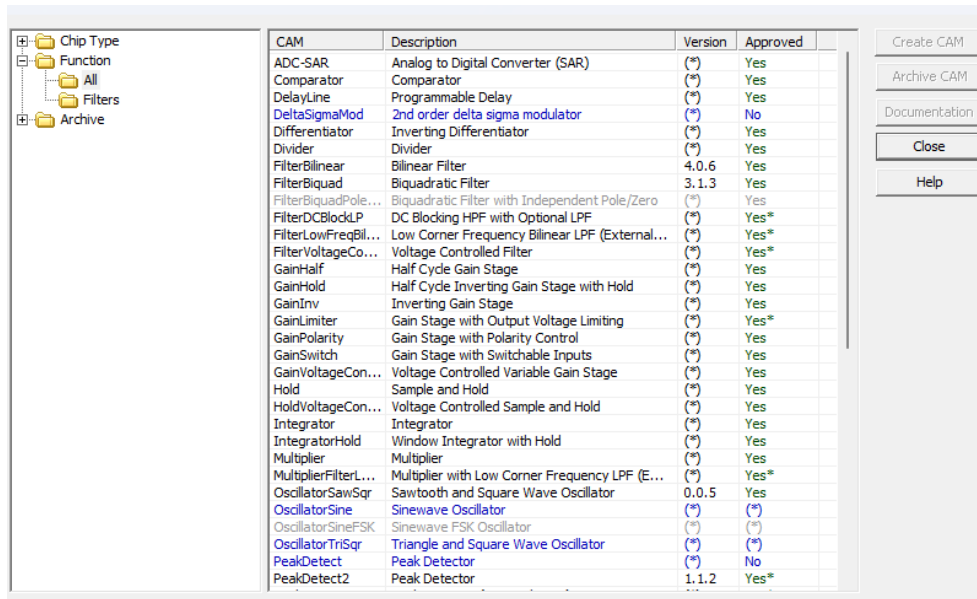 Chip Type
Function
All
Filters
Archive
CAM Description Version Approved
ADC-SAR Analog to Digital Converter (SAR) (*) Yes
Comparator Comparator (*) Yes
DelayLine Programmable Delay (*) Yes
DeltaSigmaMod 2nd order delta sigma modulator (*) No
Differentiator Inverting Differentiator (*) Yes
Divider Divider (*) Yes
FilterBilinear Bilinear Filter 4.0.6 Yes
FilterBiquad Biquadratic Filter 3.1.3 Yes
FilterBiquadPole... Biquadratic Filter with Independent Pole/Zero (*) Yes
FilterDCBlockLP DC Blocking HPF with Optional LPF (*) Yes*
FilterLowFreqBil... Low Corner Frequency Bilinear LPF (External... (*) Yes*
FilterVoltageCo... Voltage Controlled Filter (*) Yes*
GainHalf Half Cycle Gain Stage (*) Yes
GainHold Half Cycle Inverting Gain Stage with Hold (*) Yes
GainInv Inverting Gain Stage (*) Yes
GainLimiter Gain Stage with Output Voltage Limiting (*) Yes*
GainPolarity Gain Stage with Polarity Control (*) Yes
GainSwitch Gain Stage with Switchable Inputs (*) Yes
GainVoltageCon... Voltage Controlled Variable Gain Stage (*) Yes
Hold Sample and Hold (*) Yes
HoldVoltageCon... Voltage Controlled Sample and Hold (*) Yes
Integrator Integrator (*) Yes
IntegratorHold Window Integrator with Hold (*) Yes
Multiplier Multiplier (*) Yes
MultiplierFilterL... Multiplier with Low Corner Frequency LPF (E... (*) Yes*
OscillatorSawSqr Sawtooth and Square Wave Oscillator 0.0.5 Yes
OscillatorSine Sinewave Oscillator (*) (*)
OscillatorSineFSK Sinewave FSK Oscillator (*) (*)
OscillatorTriSqr Triangle and Square Wave Oscillator (*) (*)
PeakDetect Peak Detector (*) No
PeakDetect2 Peak Detector 1.1.2 Yes*
Create CAM
Archive CAM
Documentation
Close
Help